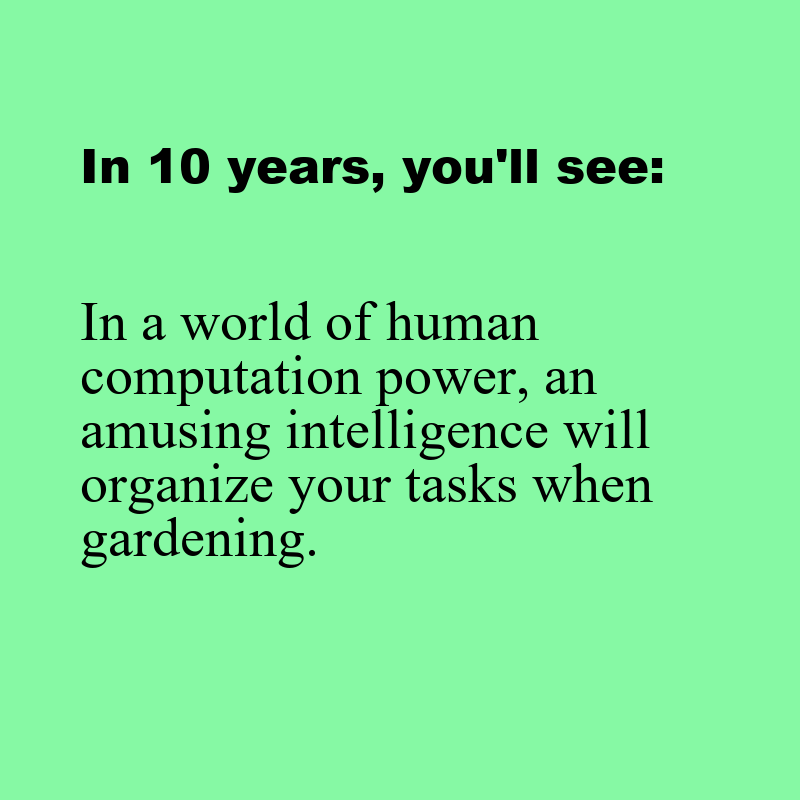 In 10 years, you'll see:
In a world of human
computation power, an
amusing intelligence will
organize your tasks when
gardening.